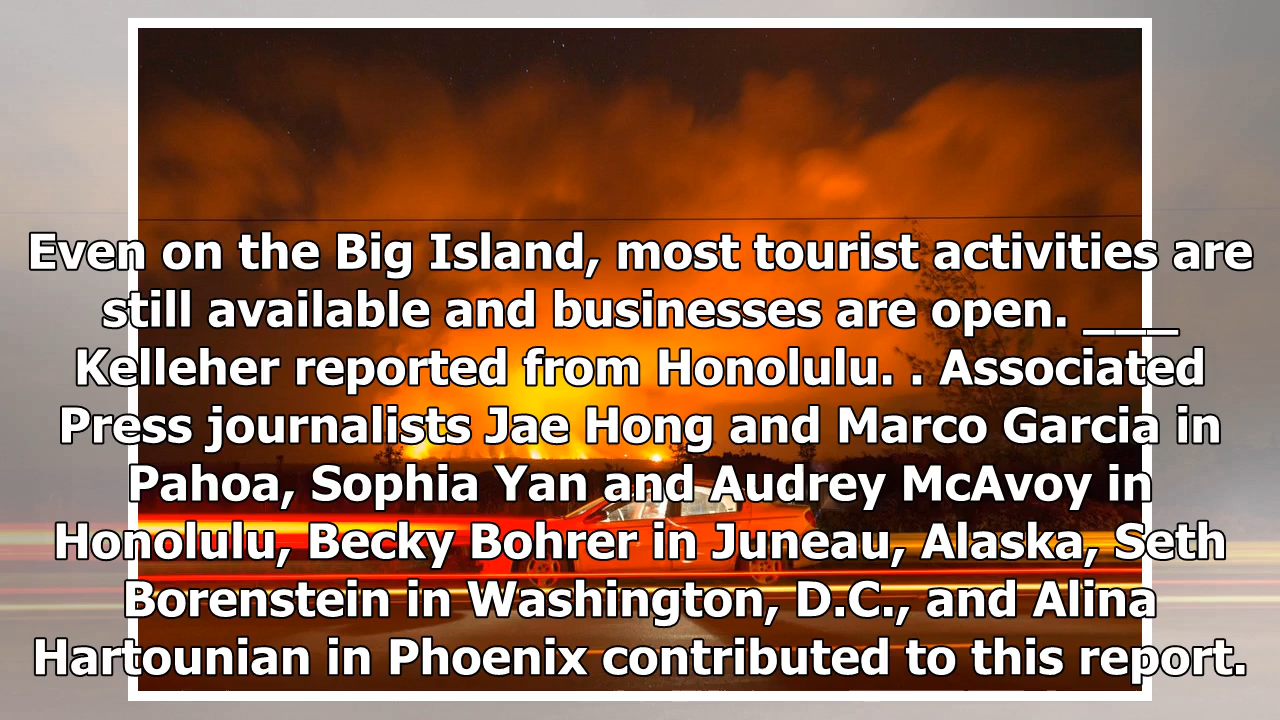 Even on the Big Island, most tourist activities are
still available and businesses are open. ___
Kelleher reported from Honolulu. . Associated
Press journalists Jae Hong and Marco Garcia in
Pahoa, Sophia Yan and Audrey McAvoy in
Honolulu, Becky Bohrer in Juneau, Alaska, Seth
Borenstein in Washington, D.C., and Alina
Hartounian in Phoenix contributed to this report.